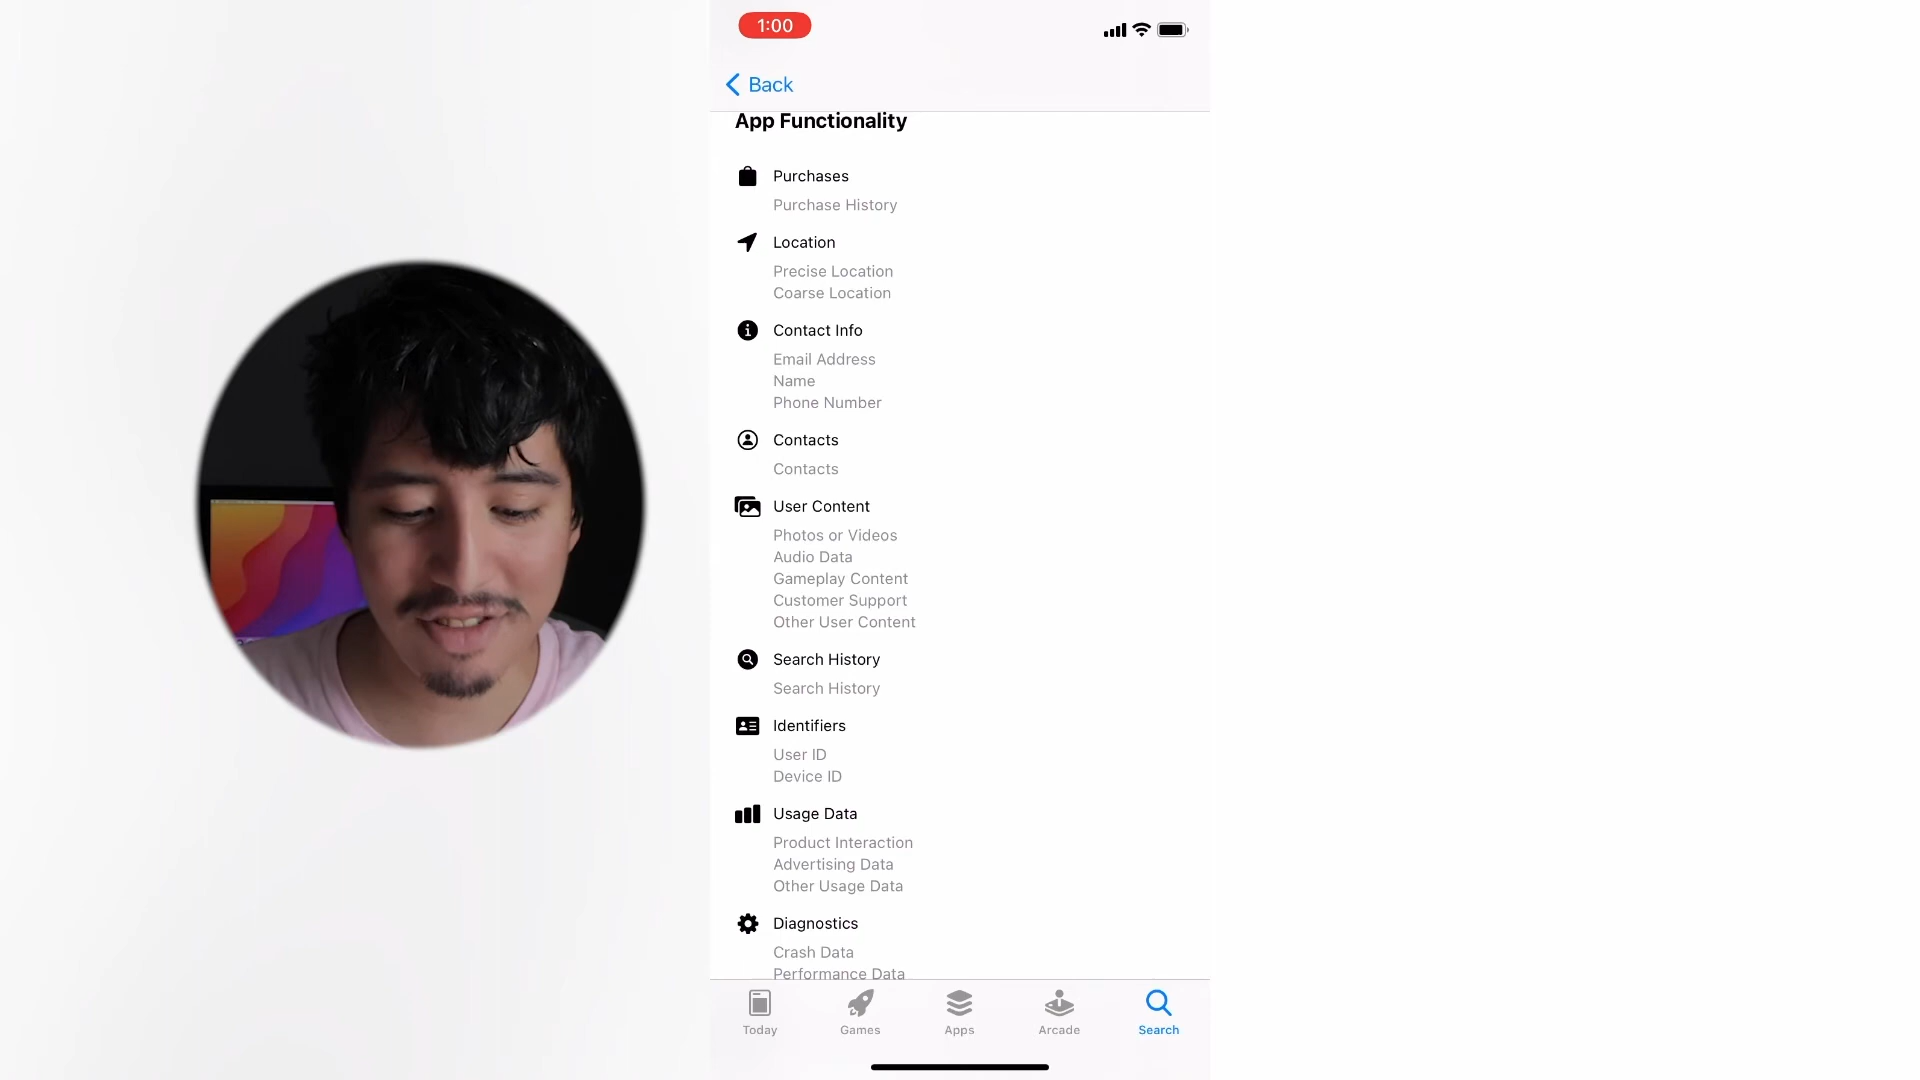 1:00
Back
App Functionality
Purchases
Purchase History
Location
Precise Location
Coarse Location
Contact Info
Email Address
Name
Phone Number
Contacts
Contacts
User Content
Photos or Videos
Audio Data
Gameplay Content
Customer Support
Other User Content
Search History
Search History
Identifiers
User ID
Device ID
Usage Data
Product Interaction
Advertising Data
Other Usage Data
Diagnostics
Crash Data
Performance Data
Today
Games
Apps
Arcade
Search